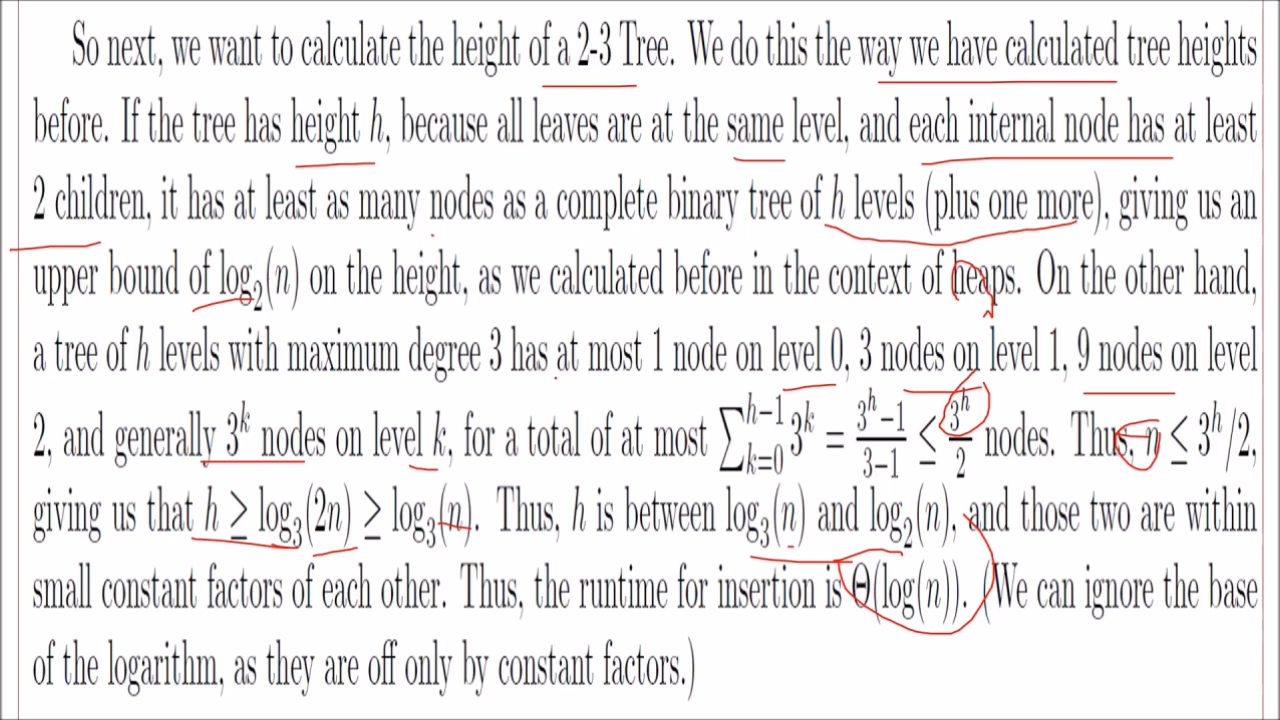 So next, we want to calculate the height of a 2-3 Tree. We do this the way we have calculated tree heights
before. If the tree has height h, because all leaves are at the same level, and each internal node has at least
2 children, it has at least as many nodes as a complete binary tree of h levels (plus one more), giving us an
upper bound of log₂(n) on the height, as we calculated before in the context of heaps. On the other hand,
a tree of h levels with maximum degree 3 has at most 1 node on level 0, 3 nodes on level 1, 9 nodes on level
2, and generally 3^k nodes on level k, for a total of at most ∑_{k=0}^{h−1} 3^k = \frac{3^h−1}{3−1} ≤ \frac{3^h}{2} nodes. Thus, n ≤ 3^h/2,
giving us that h ≥ log₃(2n) ≥ log₃(n). Thus, h is between log₃(n) and log₂(n), and those two are within
small constant factors of each other. Thus, the runtime for insertion is Θ(log(n)). (We can ignore the base
of the logarithm, as they are off only by constant factors.)